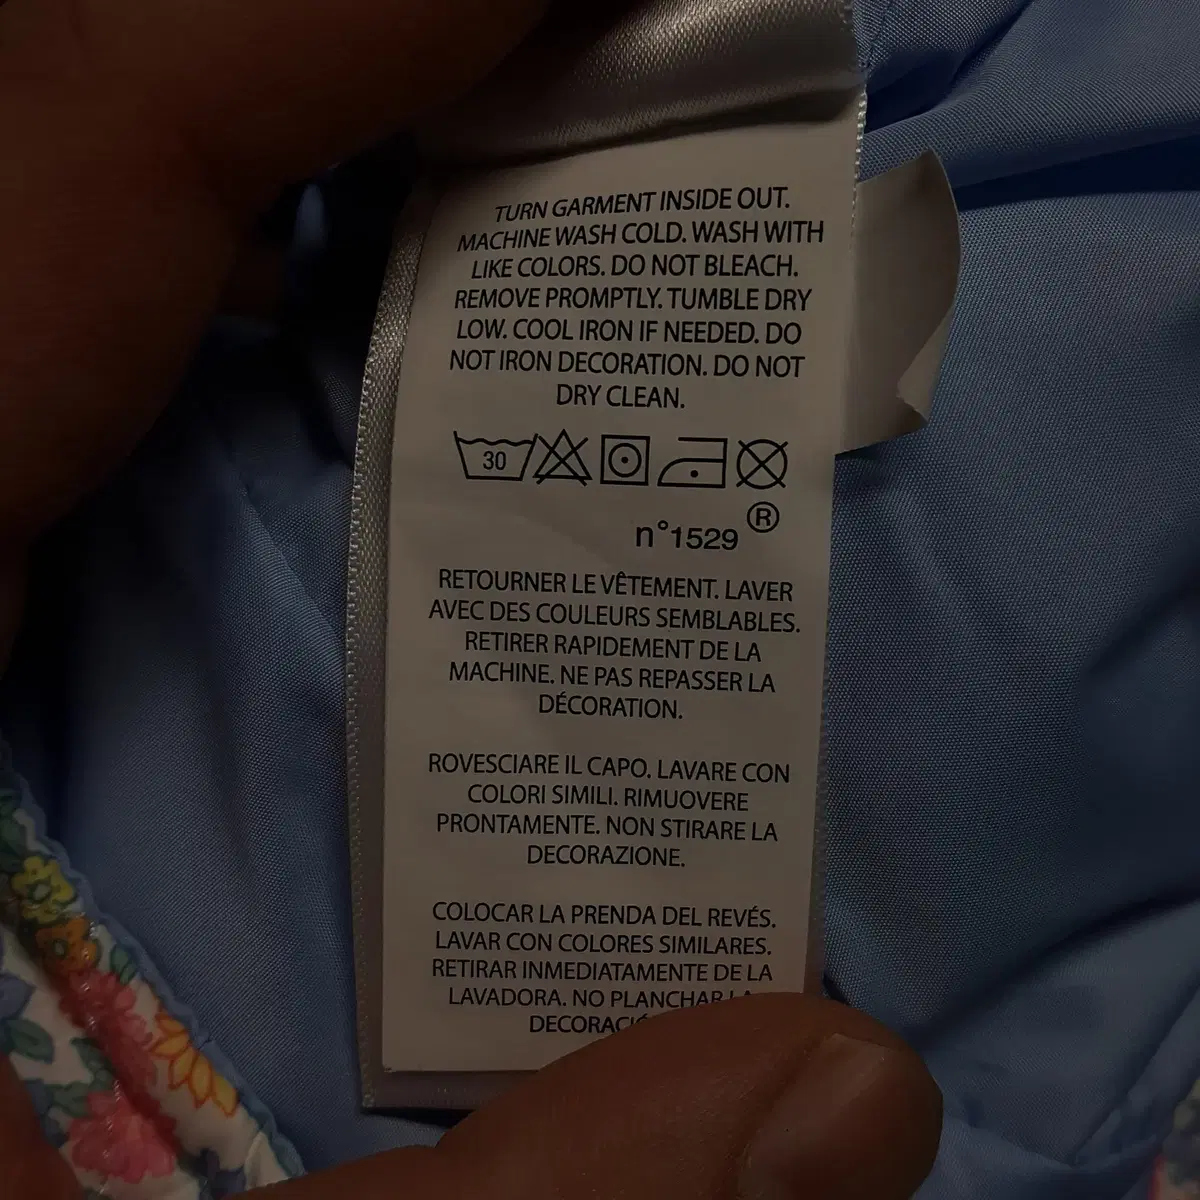 TURN GARMENT INSIDE OUT.
MACHINE WASH COLD. WASH WITH
LIKE COLORS. DO NOT BLEACH.
REMOVE PROMPTLY. TUMBLE DRY
LOW. COOL IRON IF NEEDED. DO
NOT IRON DECORATION. DO NOT
DRY CLEAN.
30
n°1529 ®
RETOURNER LE VÊTEMENT. LAVER
AVEC DES COULEURS SEMBLABLES.
RETIRER RAPIDEMENT DE LA
MACHINE. NE PAS REPASSER LA
DÉCORATION.
ROVESCIARE IL CAPO. LAVARE CON
COLORI SIMILI. RIMUOVERE
PRONTAMENTE. NON STIRARE LA
DECORAZIONE.
COLOCAR LA PRENDA DEL REVÉS.
LAVAR CON COLORES SIMILARES.
RETIRAR INMEDIATAMENTE DE LA
LAVADORA. NO PLANCHAR LA